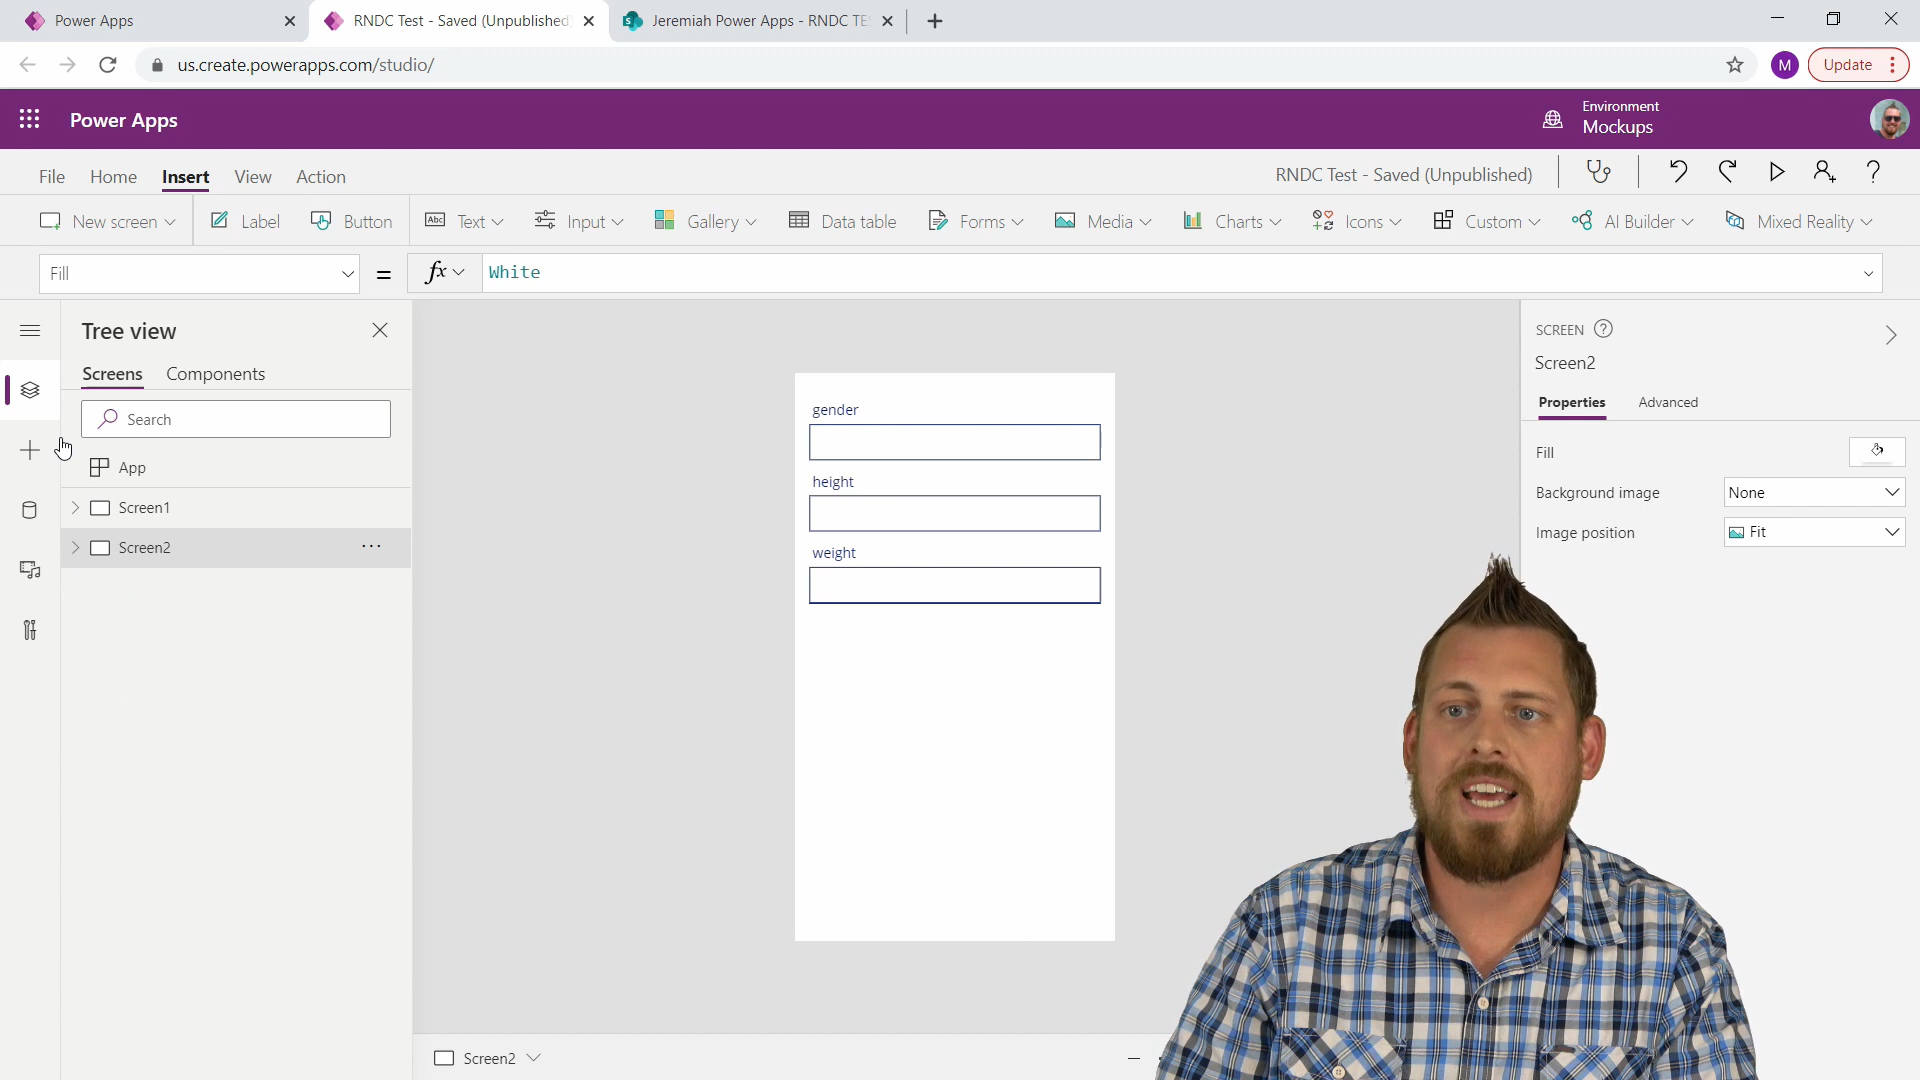 Power Apps
RNDC Test - Saved (Unpublished
Jeremiah Power Apps - RNDC TE
us.create.powerapps.com/studio/
M
Update
Power Apps
Environment
Mockups
File
Home
Insert
View
Action
RNDC Test - Saved (Unpublished)
New screen
Label
Button
Abc
Text
Input
Gallery
Data table
Forms
Media
Charts
Icons
Custom
AI Builder
Mixed Reality
Fill
=
fx
White
Tree view
Screens
Components
Search
App
Screen1
Screen2
gender
height
weight
SCREEN
Screen2
Properties
Advanced
Fill
Background image
None
Image position
Fit
Screen2